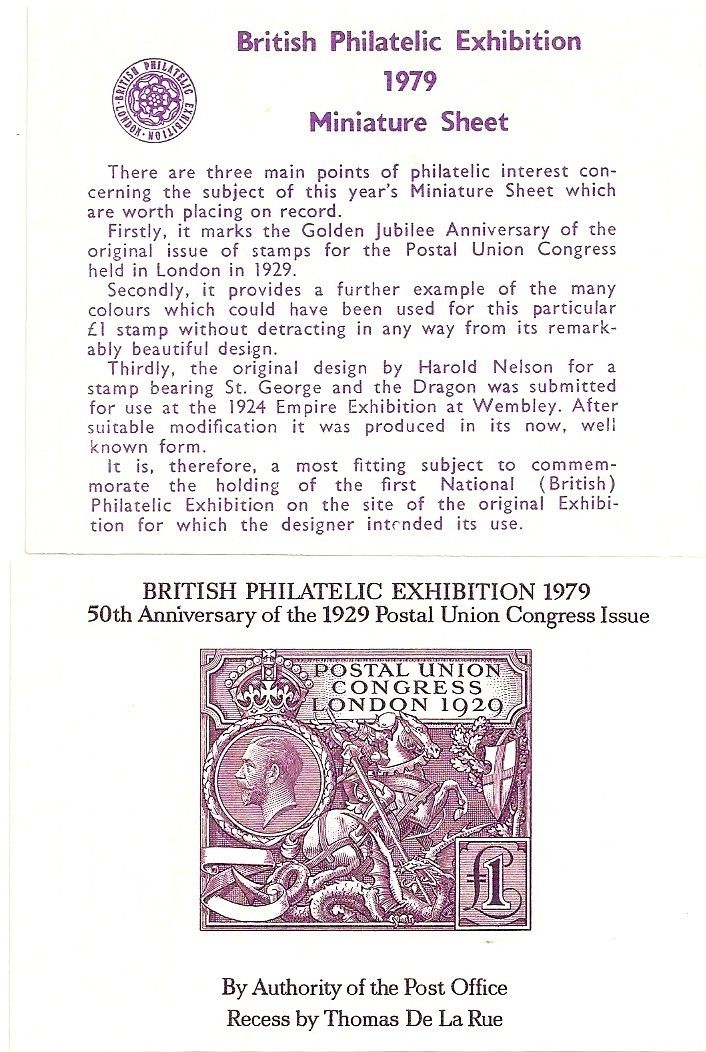 British Philatelic Exhibition
1979
Miniature Sheet
BRITISH PHILATELIC EXHIBITION · LONDON ·
There are three main points of philatelic interest con-
cerning the subject of this year's Miniature Sheet which
are worth placing on record.
Firstly, it marks the Golden Jubilee Anniversary of the
original issue of stamps for the Postal Union Congress
held in London in 1929.
Secondly, it provides a further example of the many
colours which could have been used for this particular
£1 stamp without detracting in any way from its remark-
ably beautiful design.
Thirdly, the original design by Harold Nelson for a
stamp bearing St. George and the Dragon was submitted
for use at the 1924 Empire Exhibition at Wembley. After
suitable modification it was produced in its now, well
known form.
It is, therefore, a most fitting subject to commem-
morate the holding of the first National (British)
Philatelic Exhibition on the site of the original Exhibi-
tion for which the designer intended its use.
BRITISH PHILATELIC EXHIBITION 1979
50th Anniversary of the 1929 Postal Union Congress Issue
POSTAL UNION
CONGRESS
LONDON 1929
£1
By Authority of the Post Office
Recess by Thomas De La Rue